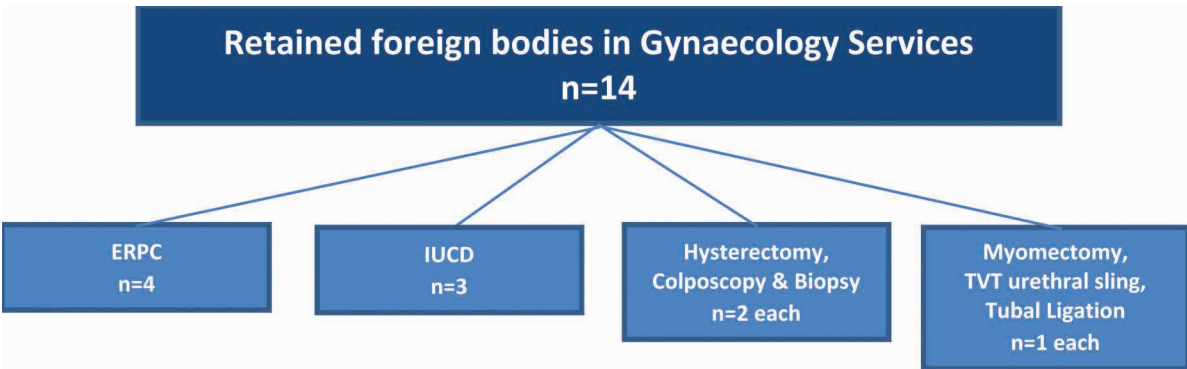 Retained foreign bodies in Gynaecology Services
n=14
ERPC
n=4
IUCD
n=3
Hysterectomy,
Colposcopy & Biopsy
n=2 each
Myomectomy,
TVT urethral sling,
Tubal Ligation
n=1 each